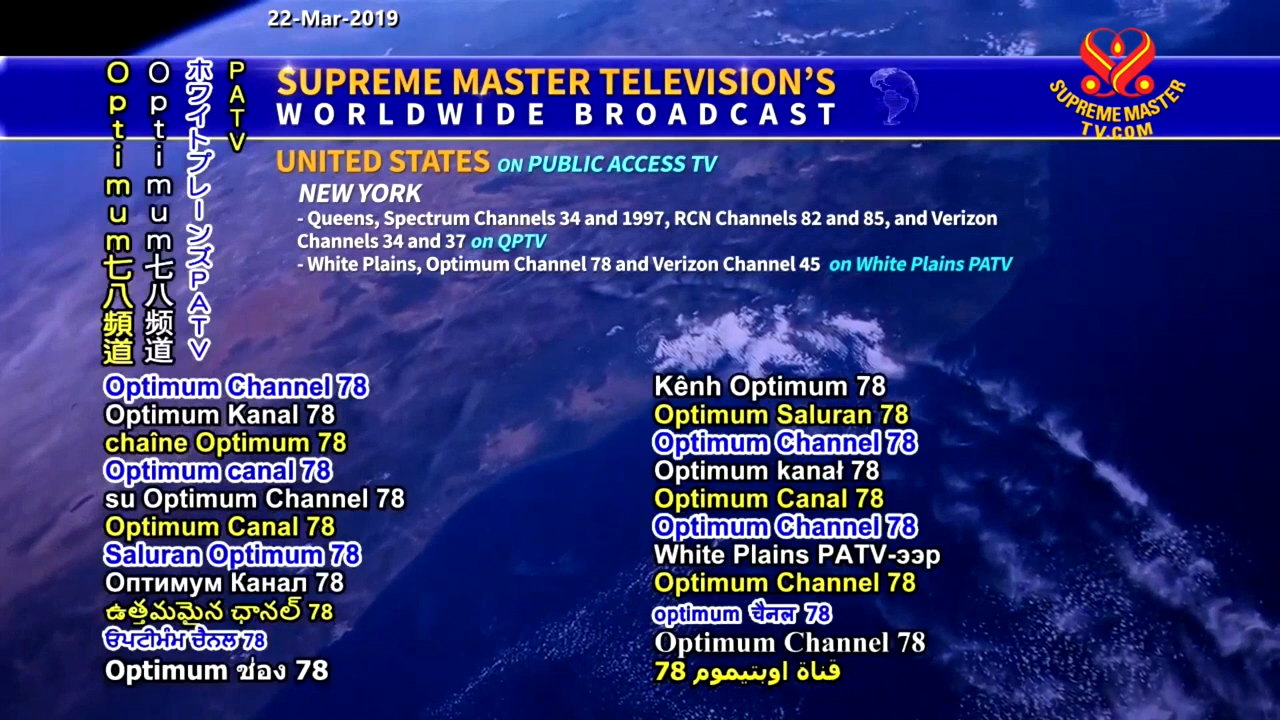 22-Mar-2019
SUPREME MASTER TELEVISION'S
WORLDWIDE BROADCAST
SUPREME MASTER
TV.COM
UNITED STATES ON PUBLIC ACCESS TV
NEW YORK
- Queens, Spectrum Channels 34 and 1997, RCN Channels 82 and 85, and Verizon
Channels 34 and 37 on QPTV
- White Plains, Optimum Channel 78 and Verizon Channel 45 on White Plains PATV
Optimum七八頻道
Optimum七八频道
ホワイトプレーンズPATV
PATV
Optimum Channel 78
Optimum Kanal 78
chaîne Optimum 78
Optimum canal 78
su Optimum Channel 78
Optimum Canal 78
Saluran Optimum 78
Оптимум Канал 78
ఉత్తమమైన ఛానల్ 78
ਓਪਟੀਮੰਮ ਚੈਨਲ 78
Optimum ช่อง 78
Kênh Optimum 78
Optimum Saluran 78
Optimum Channel 78
Optimum kanał 78
Optimum Canal 78
Optimum Channel 78
White Plains PATV-ээр
Optimum Channel 78
optimum चैनल 78
Optimum Channel 78
قناة اوبتيموم 78